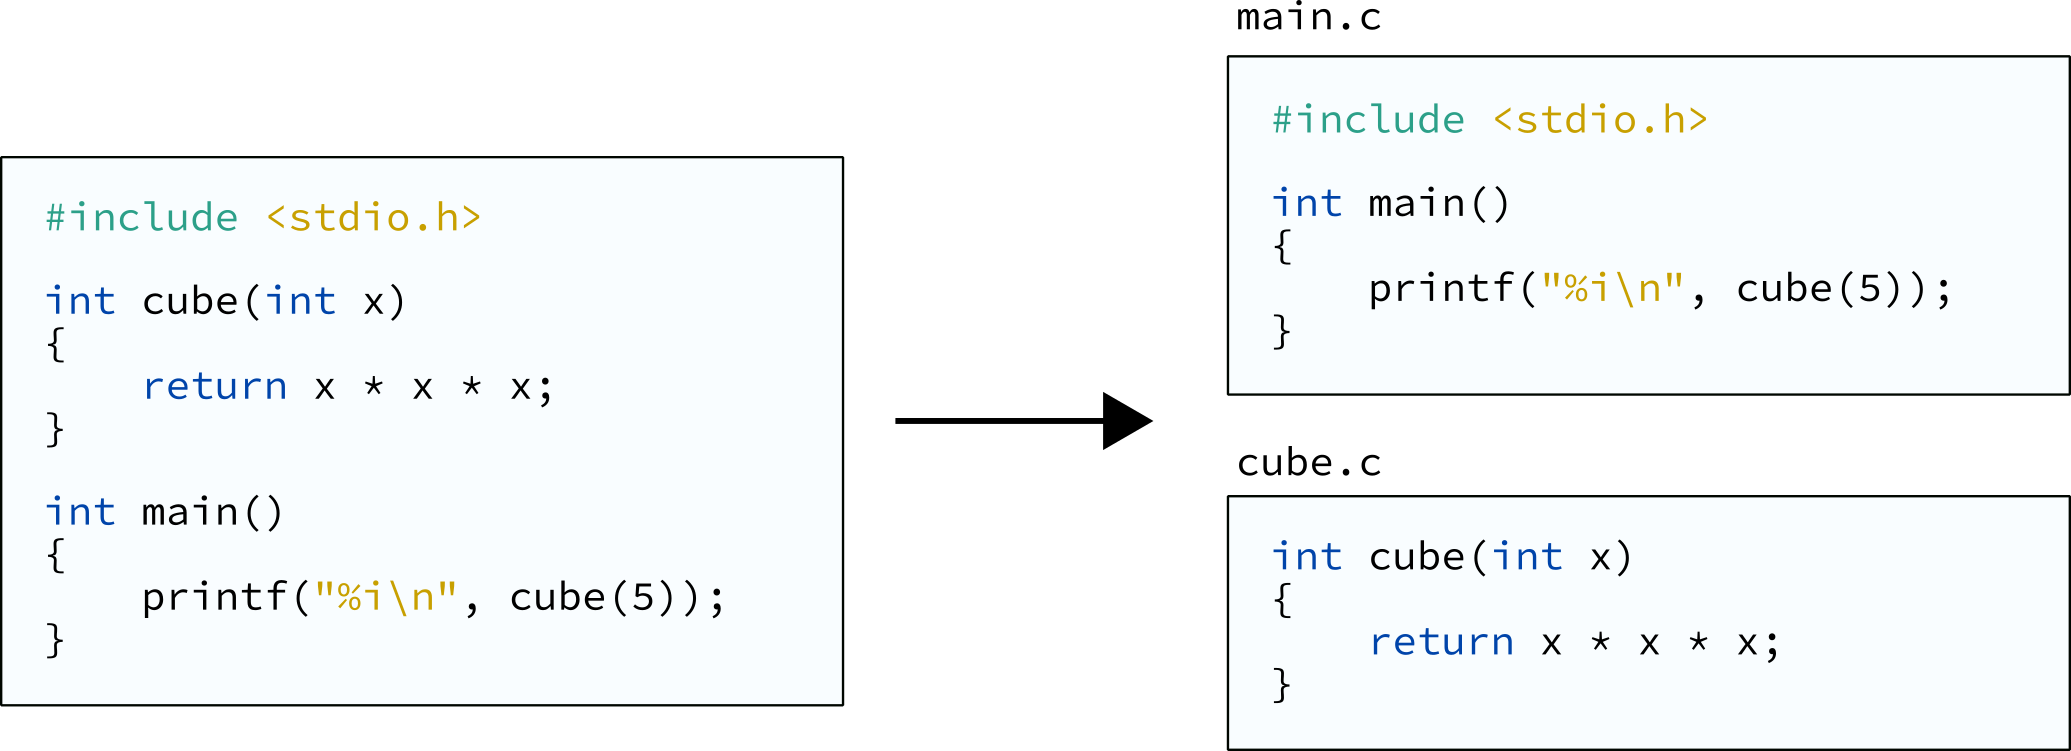 #include <stdio.h>
int cube(int x)
{
    return x * x * x;
}
int main()
{
    printf("%i\n", cube(5));
}
main.c
#include <stdio.h>
int main()
{
    printf("%i\n", cube(5));
}
cube.c
int cube(int x)
{
    return x * x * x;
}